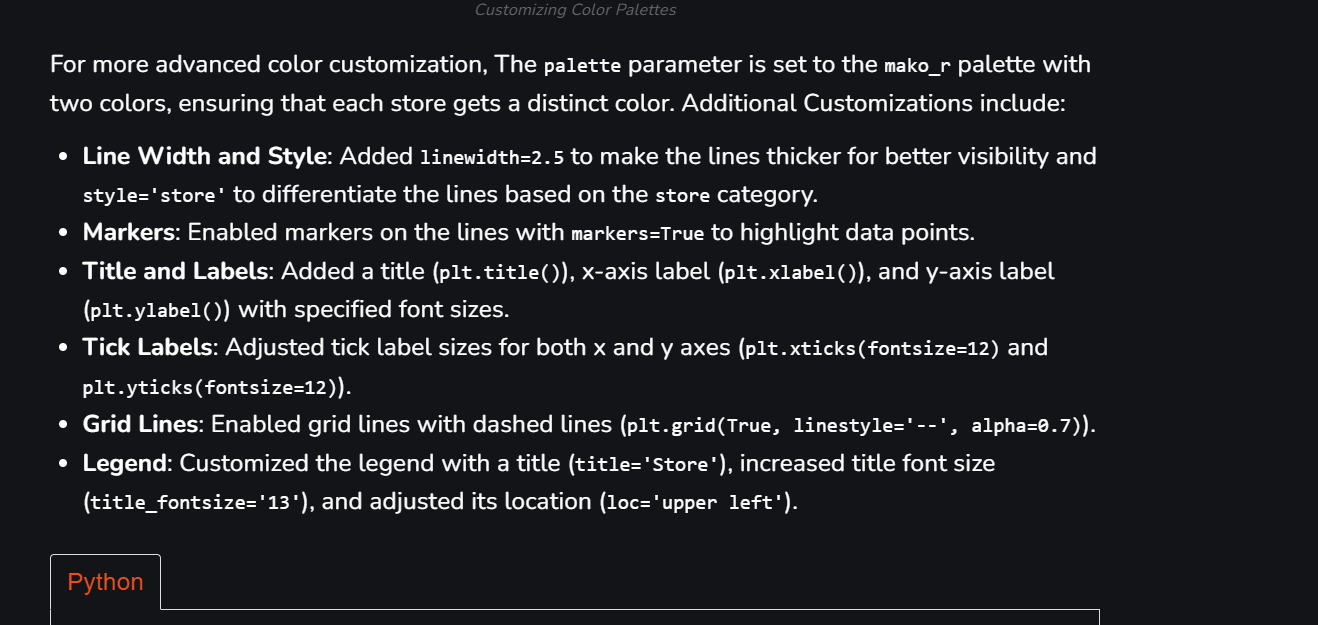 Customizing Color Palettes
For more advanced color customization, The palette parameter is set to the mako_r palette with
two colors, ensuring that each store gets a distinct color. Additional Customizations include:
• Line Width and Style: Added linewidth=2.5 to make the lines thicker for better visibility and
style='store' to differentiate the lines based on the store category.
• Markers: Enabled markers on the lines with markers=True to highlight data points.
• Title and Labels: Added a title (plt.title()), x-axis label (plt.xlabel()), and y-axis label
(plt.ylabel()) with specified font sizes.
• Tick Labels: Adjusted tick label sizes for both x and y axes (plt.xticks(fontsize=12) and
plt.yticks(fontsize=12)).
• Grid Lines: Enabled grid lines with dashed lines (plt.grid(True, linestyle='--', alpha=0.7)).
• Legend: Customized the legend with a title (title='Store'), increased title font size
(title_fontsize='13'), and adjusted its location (loc='upper left').
Python